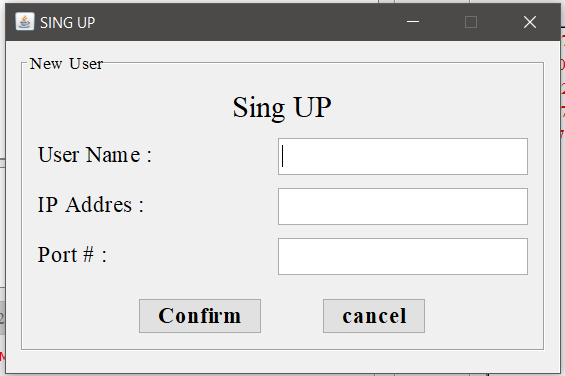 SING UP
New User
Sing UP
User Name :
IP Addres :
Port # :
Confirm cancel